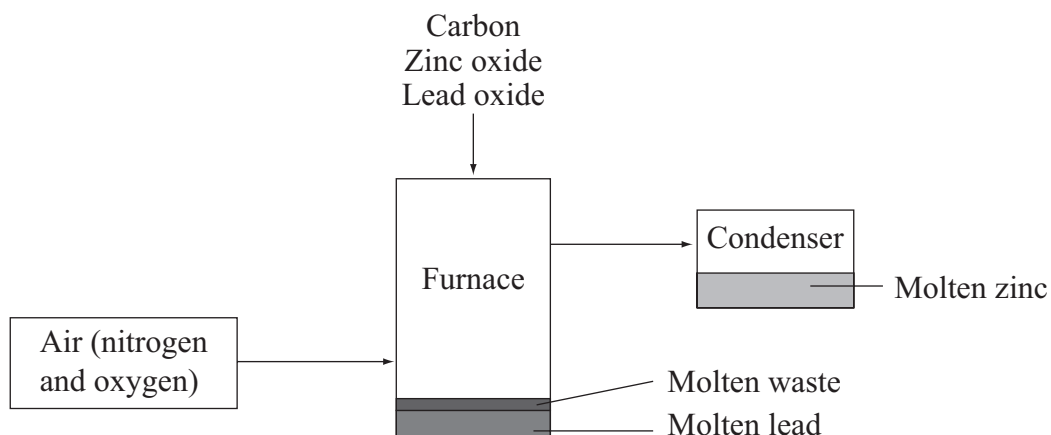 Carbon
Zinc oxide
Lead oxide
Furnace
Condenser
Molten zinc
Air (nitrogen
and oxygen)
Molten waste
Molten lead